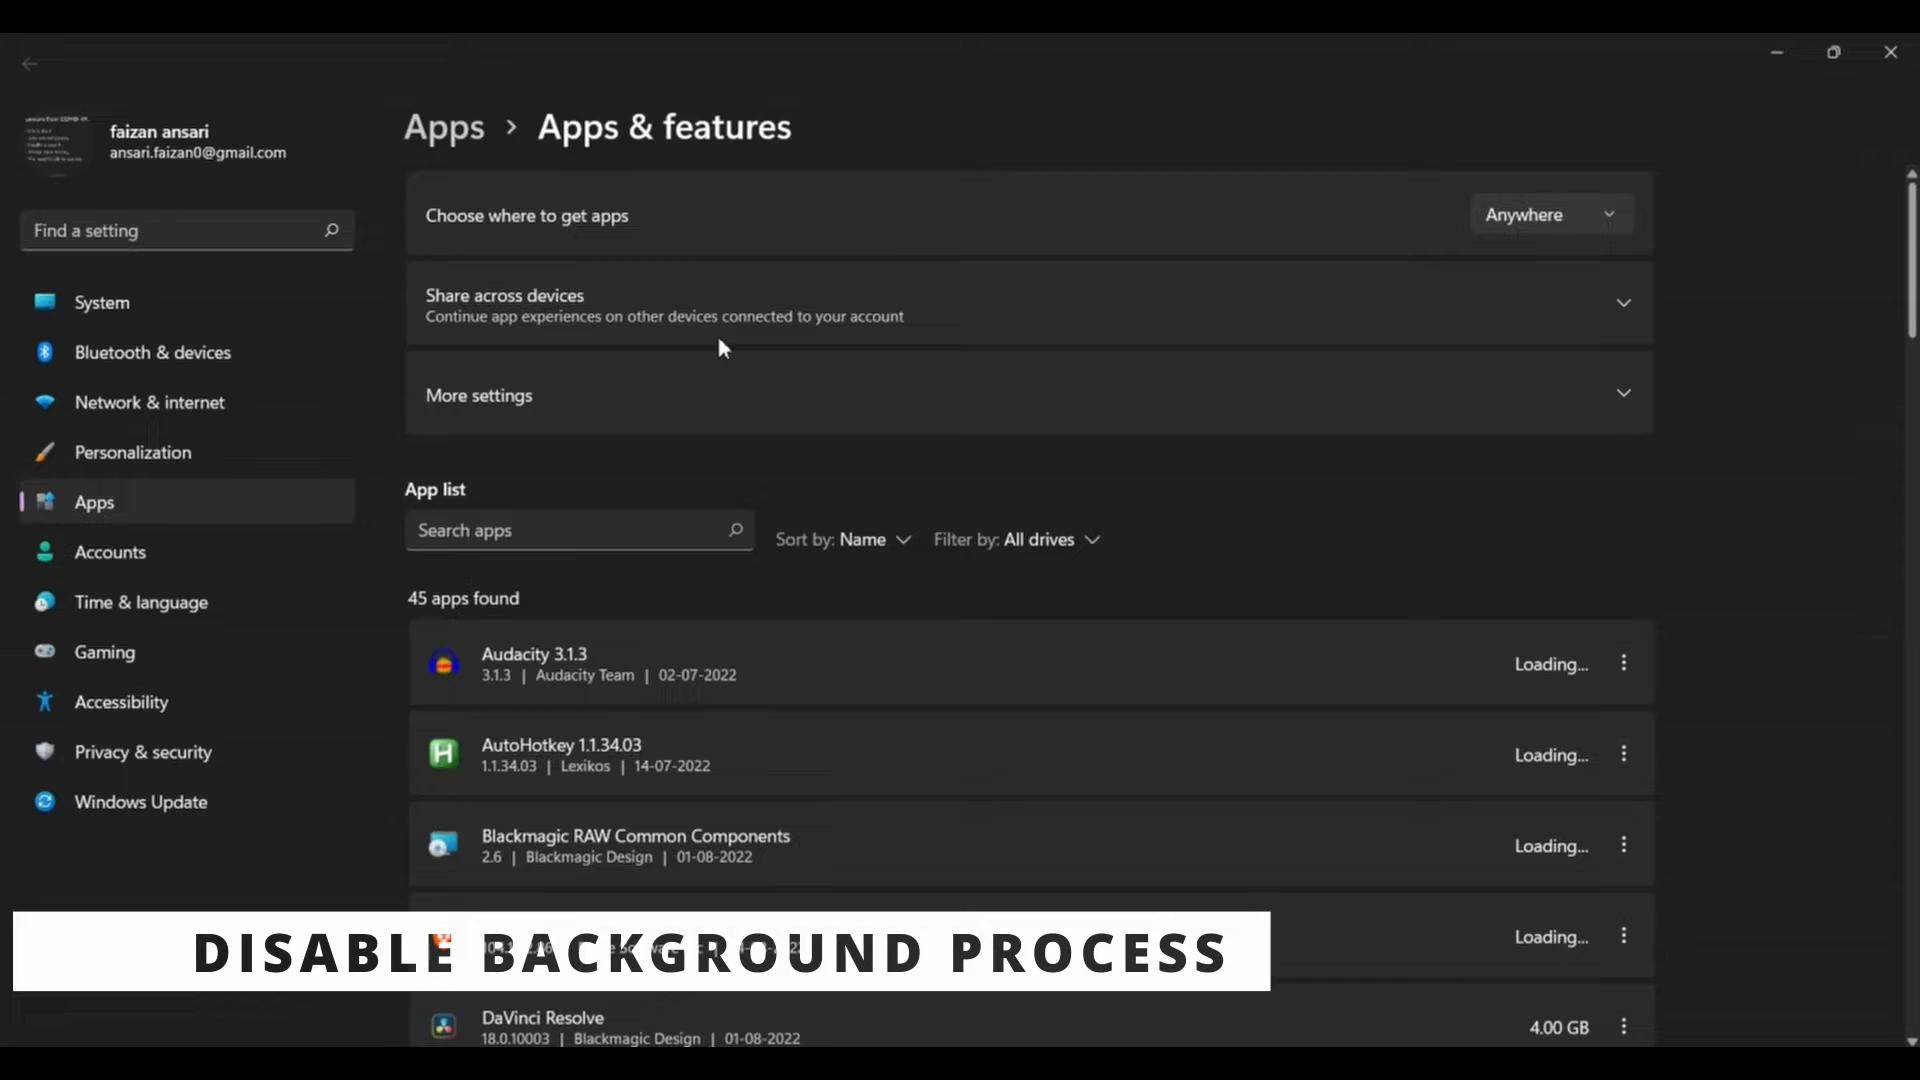 faizan ansari
ansari.faizan0@gmail.com
Find a setting
System
Bluetooth & devices
Network & internet
Personalization
Apps
Accounts
Time & language
Gaming
Accessibility
Privacy & security
Windows Update
Apps > Apps & features
Choose where to get apps
Anywhere
Share across devices
Continue app experiences on other devices connected to your account
More settings
App list
Search apps
Sort by: Name
Filter by: All drives
45 apps found
Audacity 3.1.3
3.1.3 | Audacity Team | 02-07-2022
Loading...
AutoHotkey 1.1.34.03
1.1.34.03 | Lexikos | 14-07-2022
Loading...
Blackmagic RAW Common Components
2.6 | Blackmagic Design | 01-08-2022
Loading...
Loading...
DISABLE BACKGROUND PROCESS
DaVinci Resolve
18.0.10003 | Blackmagic Design | 01-08-2022
4.00 GB